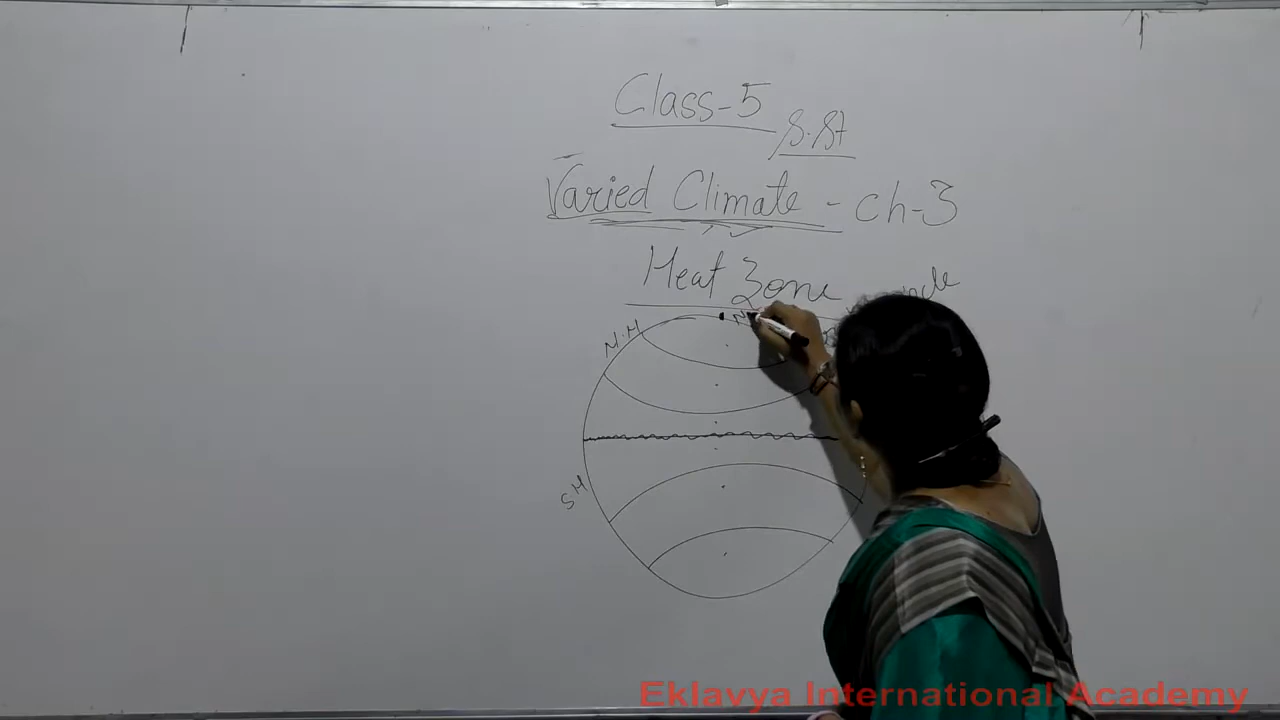 Class-5
S.St
Varied Climate - ch-3
Heat Zone
N.H
N
S H
Eklavya International Academy